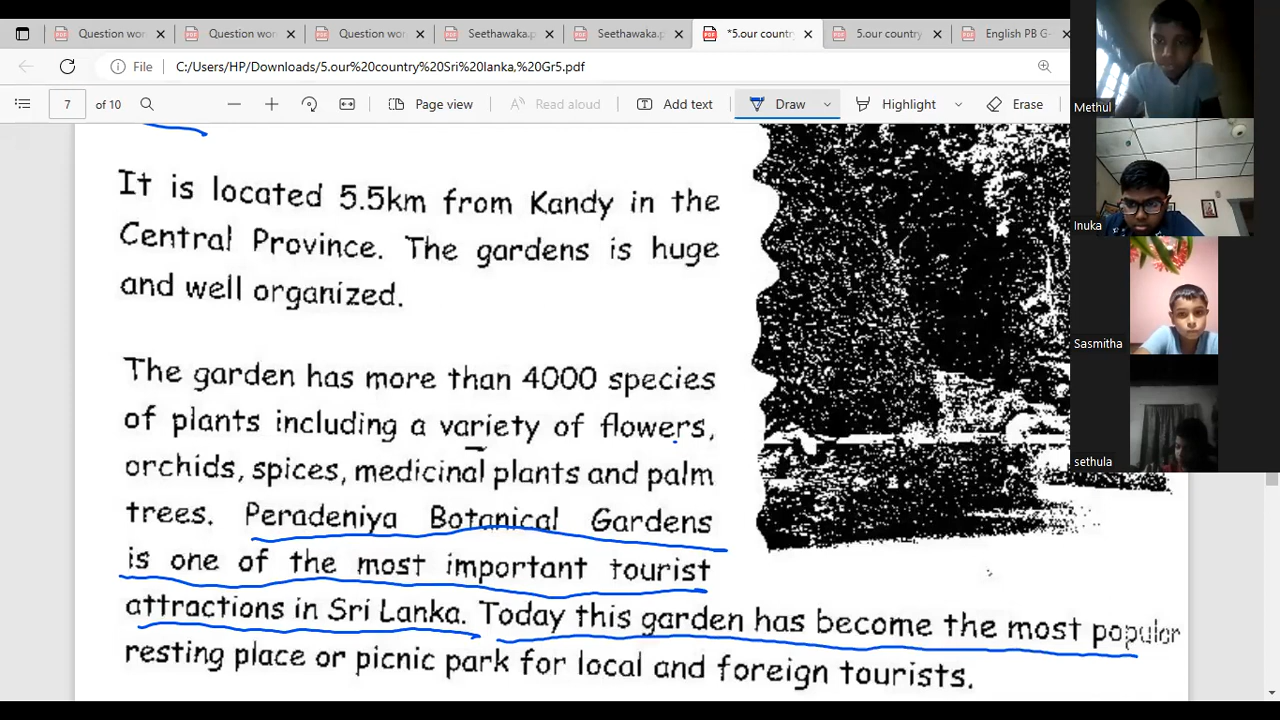 Question wor
Question wor
Question wor
Seethawaka.p
Seethawaka.p
*5.our countr
5.our country
English PB G-
File
C:/Users/HP/Downloads/5.our%20country%20Sri%20lanka,%20Gr5.pdf
7 of 10
Page view
Read aloud
Add text
Draw
Highlight
Erase
It is located 5.5km from Kandy in the
Central Province. The gardens is huge
and well organized.
The garden has more than 4000 species
of plants including a variety of flowers,
orchids, spices, medicinal plants and palm
trees. Peradeniya Botanical Gardens
is one of the most important tourist
attractions in Sri Lanka. Today this garden has become the most popular
resting place or picnic park for local and foreign tourists.
Methul
Inuka
Sasmitha
sethula